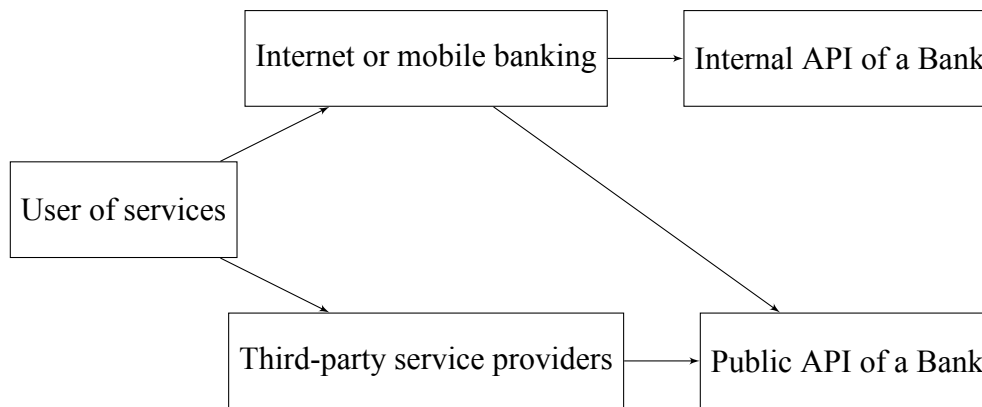 Internet or mobile banking
Internal API of a Bank
User of services
Third-party service providers
Public API of a Bank